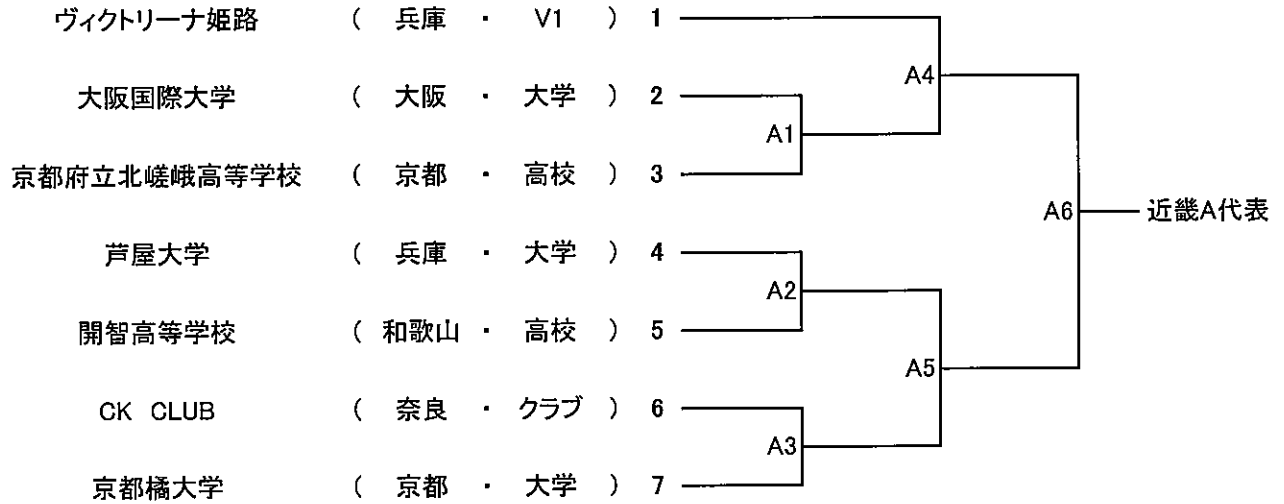 ヴィクトリーナ姫路 ( 兵庫 ・ V1 ) 1
A4
大阪国際大学 ( 大阪 ・ 大学 ) 2
A1
京都府立北嵯峨高等学校 ( 京都 ・ 高校 ) 3
A6 近畿A代表
芦屋大学 ( 兵庫 ・ 大学 ) 4
A2
開智高等学校 ( 和歌山 ・ 高校 ) 5
A5
CK CLUB ( 奈良 ・ クラブ ) 6
A3
京都橘大学 ( 京都 ・ 大学 ) 7